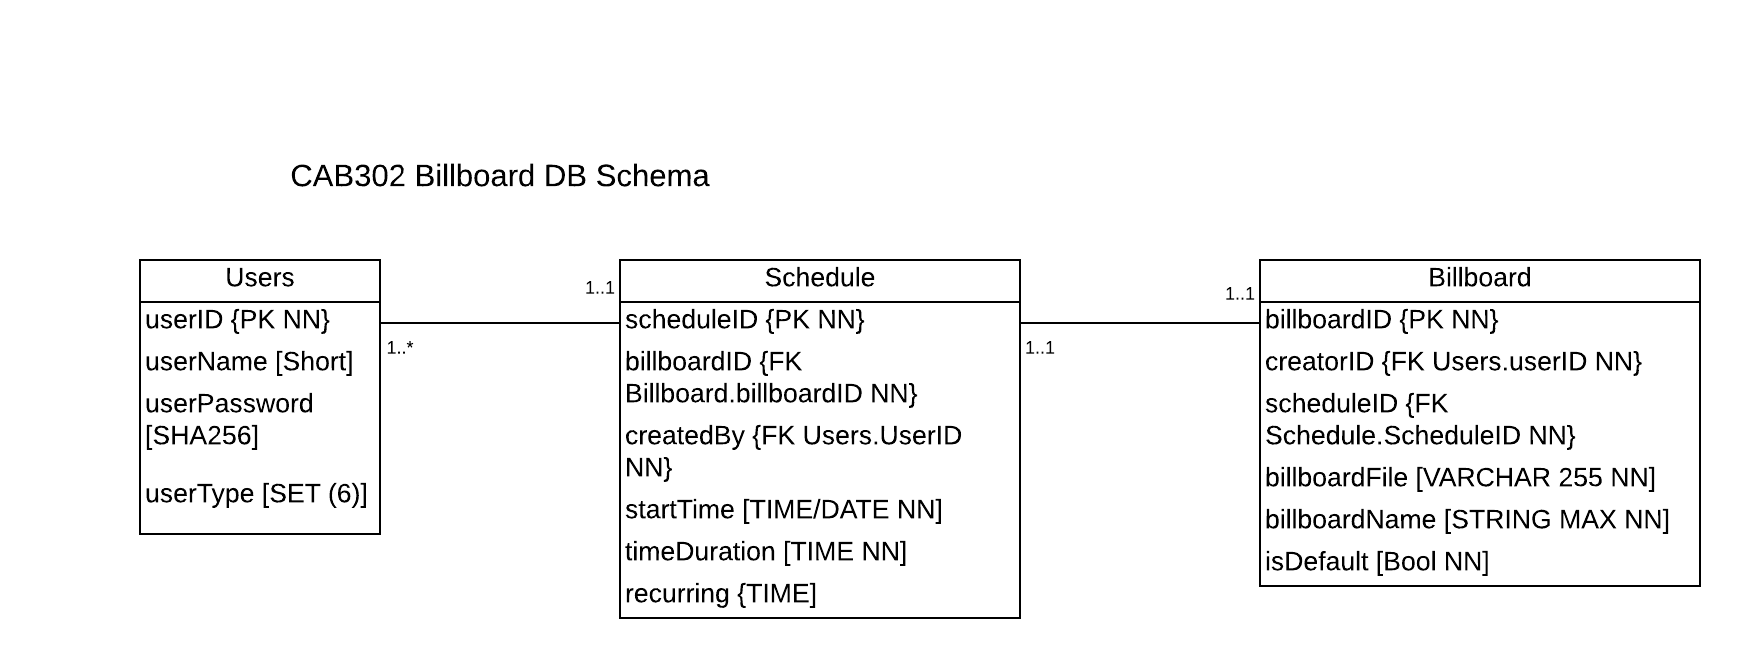 CAB302 Billboard DB Schema
Users
userID {PK NN}
userName [Short]
userPassword
[SHA256]
userType [SET (6)]
1..1
1..*
Schedule
scheduleID {PK NN}
billboardID {FK
Billboard.billboardID NN}
createdBy {FK Users.UserID
NN}
startTime [TIME/DATE NN]
timeDuration [TIME NN]
recurring {TIME]
1..1
1..1
Billboard
billboardID {PK NN}
creatorID {FK Users.userID NN}
scheduleID {FK
Schedule.ScheduleID NN}
billboardFile [VARCHAR 255 NN]
billboardName [STRING MAX NN]
isDefault [Bool NN]